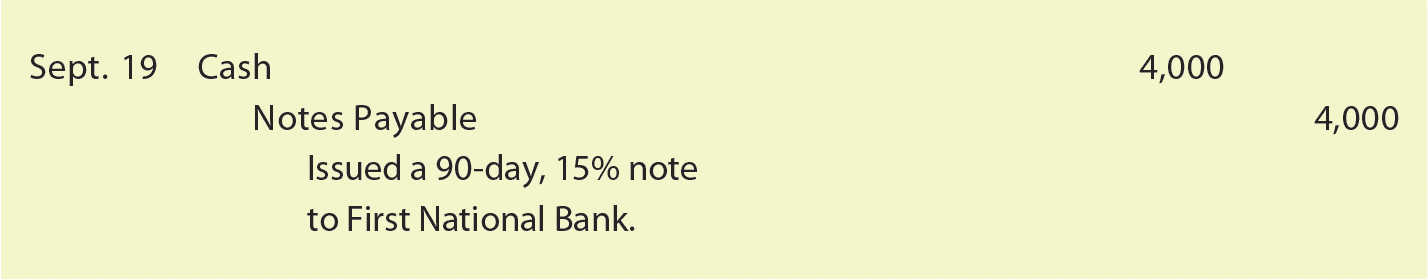 Sept. 19 Cash 4,000
Notes Payable 4,000
Issued a 90-day, 15% note
to First National Bank.